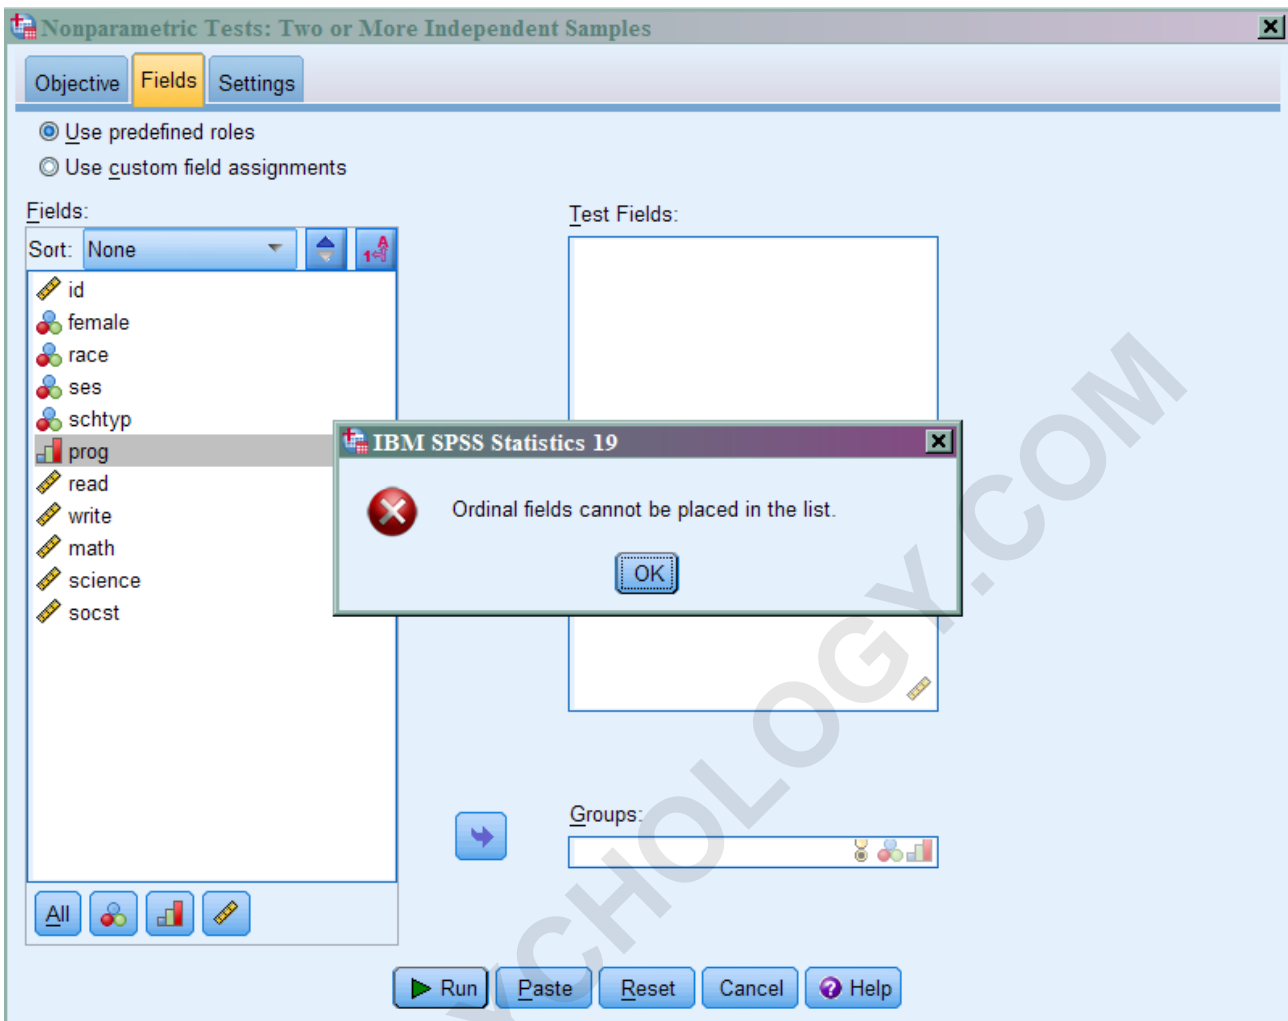 Nonparametric Tests: Two or More Independent Samples
Objective Fields Settings
Use predefined roles
Use custom field assignments
Fields:
Test Fields:
Sort: None
id
female
race
ses
schtyp
prog
read
write
math
science
socst
IBM SPSS Statistics 19
Ordinal fields cannot be placed in the list.
OK
Groups:
All
Run Paste Reset Cancel Help
YCHOLOGY.COM